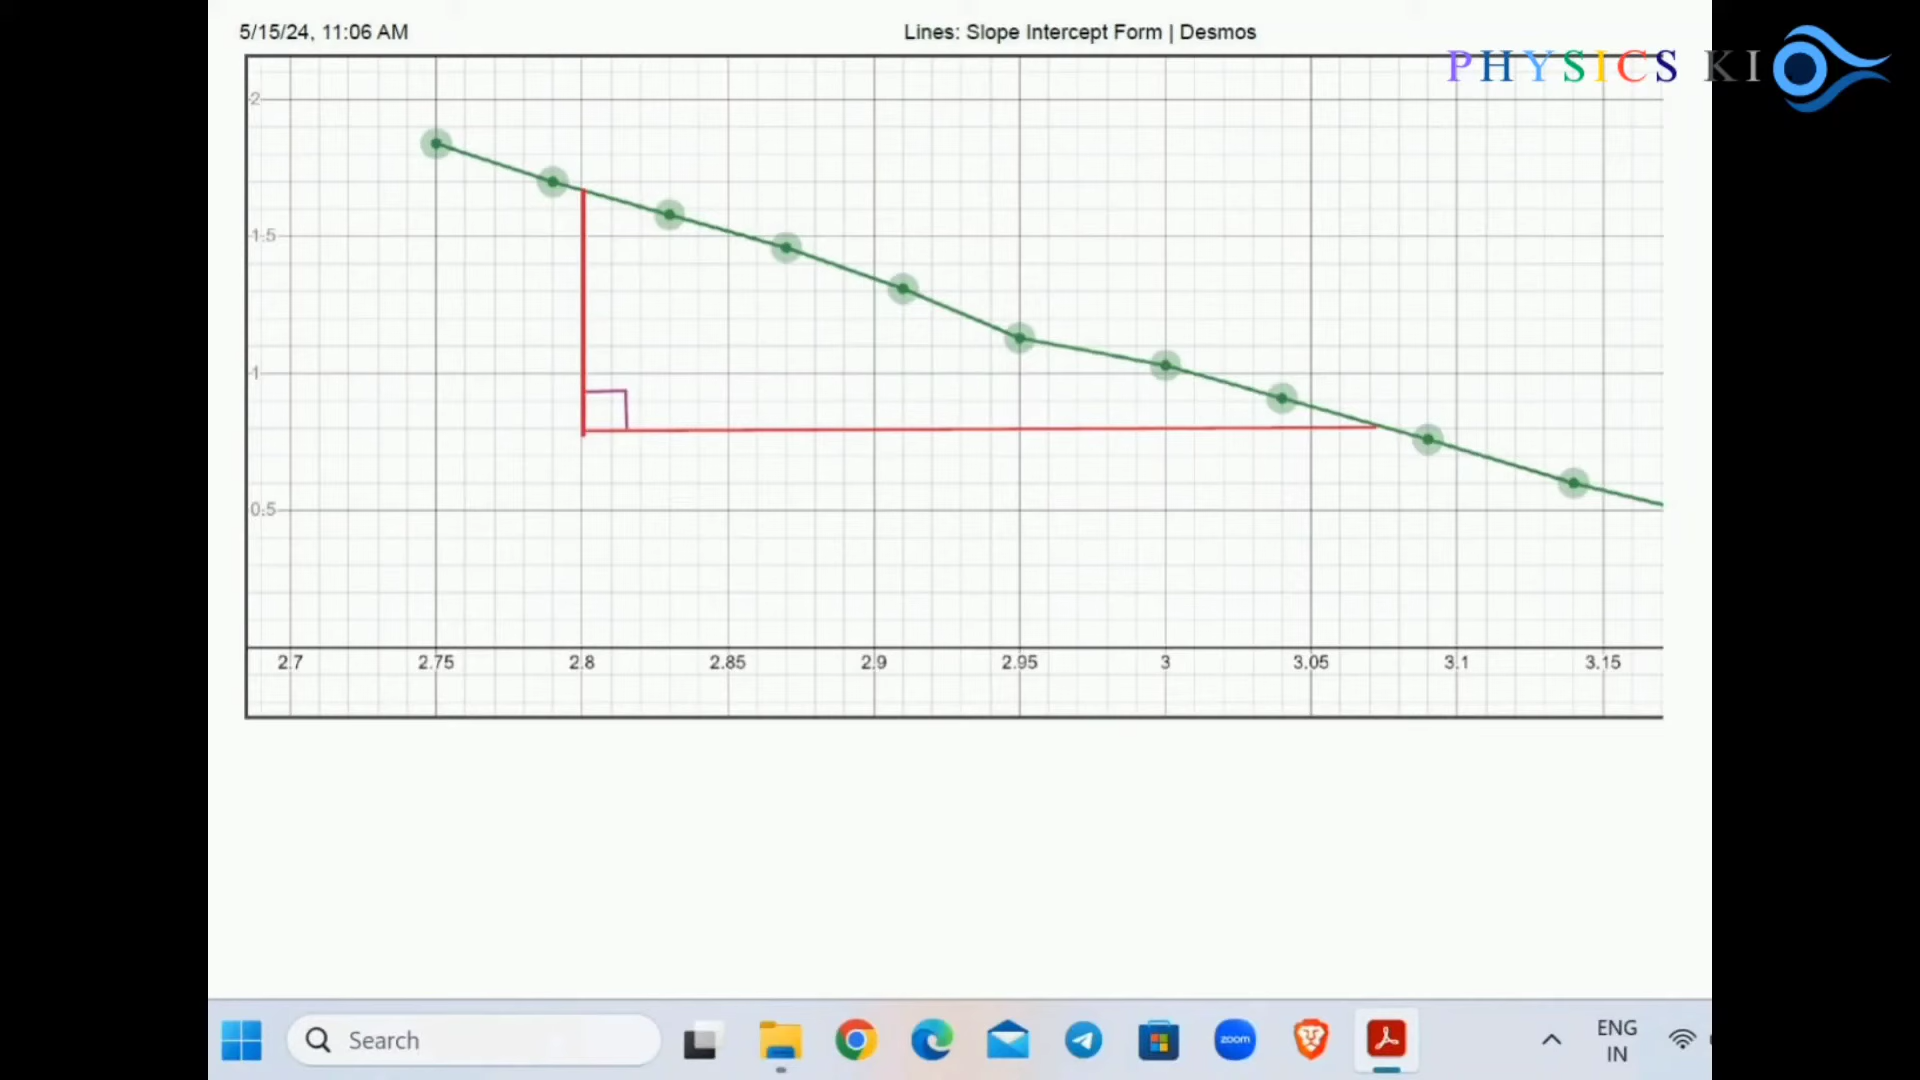 5/15/24, 11:06 AM
Lines: Slope Intercept Form | Desmos
PHYSICS KI
2
1.5
1
0.5
2.7 2.75 2.8 2.85 2.9 2.95 3 3.05 3.1 3.15
Search
zoom
ENG
IN